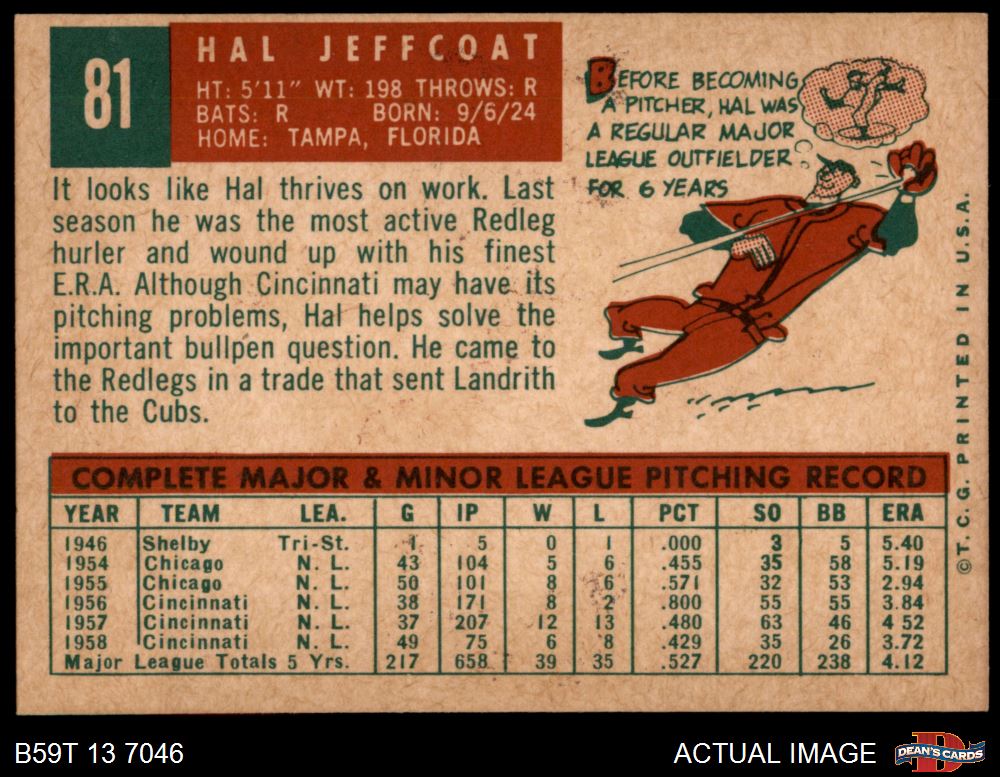 81
HAL JEFFCOAT
HT: 5'11" WT: 198 THROWS: R
BATS: R BORN: 9/6/24
HOME: TAMPA, FLORIDA
It looks like Hal thrives on work. Last
season he was the most active Redleg
hurler and wound up with his finest
E.R.A. Although Cincinnati may have its
pitching problems, Hal helps solve the
important bullpen question. He came to
the Redlegs in a trade that sent Landrith
to the Cubs.
BEFORE BECOMING
A PITCHER, HAL WAS
A REGULAR MAJOR
LEAGUE OUTFIELDER
FOR 6 YEARS
©T. C. G. PRINTED IN U.S.A.
COMPLETE MAJOR & MINOR LEAGUE PITCHING RECORD
YEAR TEAM LEA. G IP W L PCT SO BB ERA
1946 Shelby Tri-St. 1 5 0 1 .000 3 5 5.40
1954 Chicago N. L. 43 104 5 6 .455 35 58 5.19
1955 Chicago N. L. 50 101 8 6 .571 32 53 2.94
1956 Cincinnati N. L. 38 171 8 2 .800 55 55 3.84
1957 Cincinnati N. L. 37 207 12 13 .480 63 46 4 52
1958 Cincinnati N. L. 49 75 6 8 .429 35 26 3.72
Major League Totals 5 Yrs. 217 658 39 35 .527 220 238 4.12
B59T 13 7046
ACTUAL IMAGE
D
DEAN'S CARDS